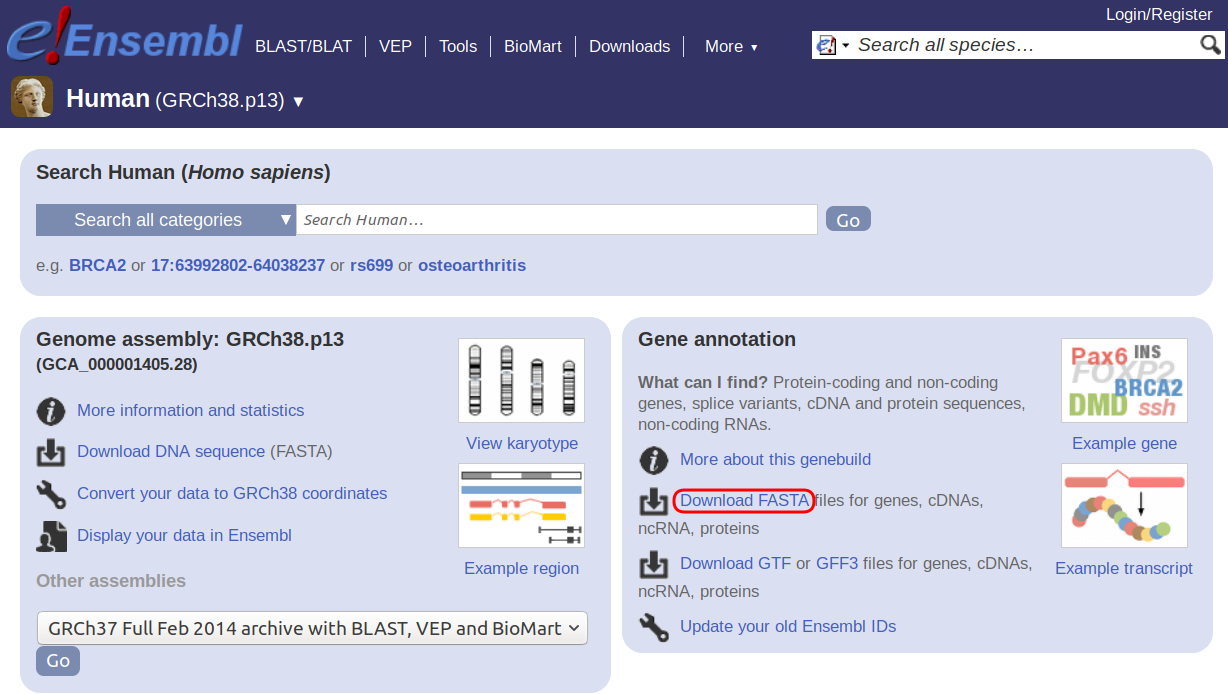 Login/Register
e!Ensembl BLAST/BLAT VEP Tools BioMart Downloads More ▼
e! Search all species…
Human (GRCh38.p13) ▼
Search Human (Homo sapiens)
Search all categories ▼ Search Human… Go
e.g. BRCA2 or 17:63992802-64038237 or rs699 or osteoarthritis
Genome assembly: GRCh38.p13
(GCA_000001405.28)
More information and statistics
Download DNA sequence (FASTA)
Convert your data to GRCh38 coordinates
Display your data in Ensembl
View karyotype
Example region
Other assemblies
GRCh37 Full Feb 2014 archive with BLAST, VEP and BioMart
Go
Gene annotation
What can I find? Protein-coding and non-coding
genes, splice variants, cDNA and protein sequences,
non-coding RNAs.
More about this genebuild
Download FASTA files for genes, cDNAs,
ncRNA, proteins
Download GTF or GFF3 files for genes, cDNAs,
ncRNA, proteins
Update your old Ensembl IDs
Pax6 INS
FOXP2
BRCA2
DMD ssh
Example gene
Example transcript